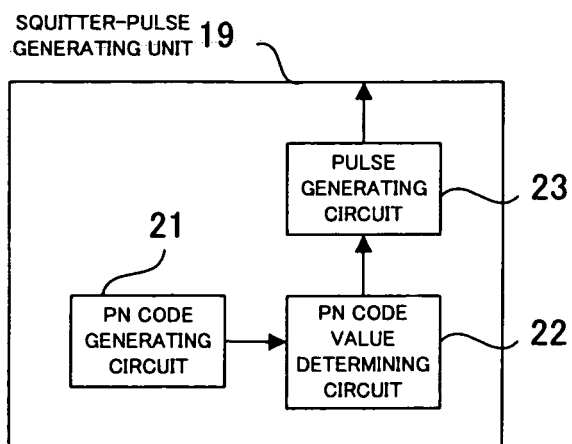 SQUITTER-PULSE
GENERATING UNIT 19
PULSE
GENERATING
CIRCUIT
23
21
PN CODE
GENERATING
CIRCUIT
PN CODE
VALUE
DETERMINING
CIRCUIT
22